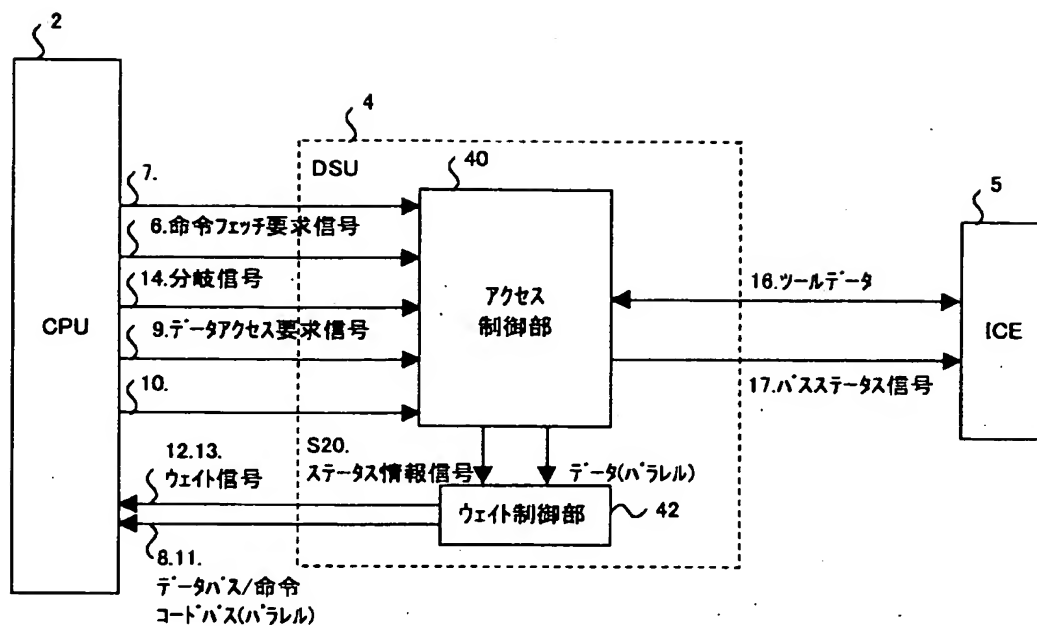 2
4
DSU
40
5
7.
6.命令フェッチ要求信号
14.分岐信号
9.データアクセス要求信号
10.
CPU
アクセス
制御部
16.ツールデータ
17.バスステータス信号
ICE
12.13.
ウェイト信号
S20.
ステータス情報信号
データ(パラレル)
ウェイト制御部
42
8.11.
データバス/命令
コードバス(パラレル)